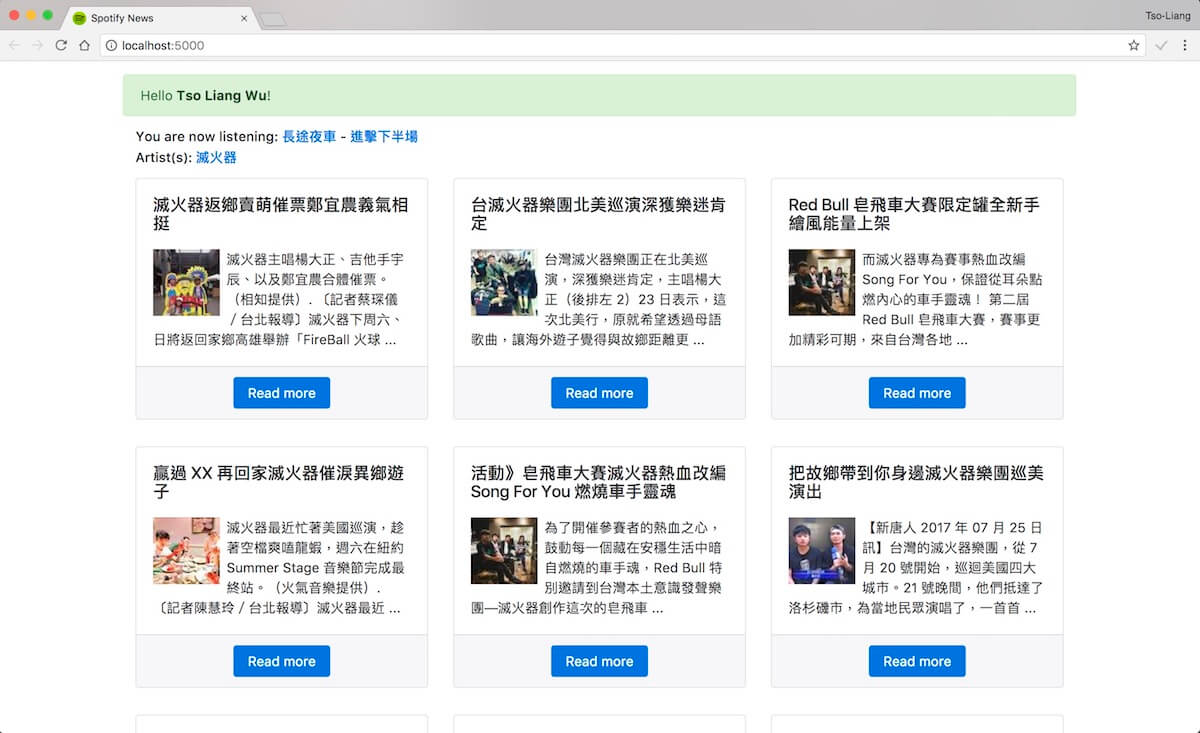 Spotify News
Tso-Liang
localhost:5000
Hello Tso Liang Wu!
You are now listening: 長途夜車 - 進擊下半場
Artist(s): 滅火器
滅火器返鄉賣萌催票鄭宜農義氣相
挺
滅火器主唱楊大正、吉他手宇
辰、以及鄭宜農合體催票。
（相知提供）. 〔記者蔡琛儀
／台北報導〕滅火器下周六、
日將返回家鄉高雄舉辦「FireBall 火球 ...
Read more
台滅火器樂團北美巡演深獲樂迷肯
定
台灣滅火器樂團正在北美巡
演，深獲樂迷肯定，主唱楊大
正（後排左 2）23 日表示，這
次北美行，原就希望透過母語
歌曲，讓海外遊子覺得與故鄉距離更 ...
Read more
Red Bull 皂飛車大賽限定罐全新手
繪風能量上架
而滅火器專為賽事熱血改編
Song For You，保證從耳朵點
燃內心的車手靈魂！ 第二屆
Red Bull 皂飛車大賽，賽事更
加精彩可期，來自台灣各地 ...
Read more
贏過 XX 再回家滅火器催淚異鄉遊
子
滅火器最近忙著美國巡演，趁
著空檔爽嗑龍蝦，週六在紐約
Summer Stage 音樂節完成最
終站。（火氣音樂提供）.
〔記者陳慧玲／台北報導〕滅火器最近 ...
Read more
活動》皂飛車大賽滅火器熱血改編
Song For You 燃燒車手靈魂
為了開催參賽者的熱血之心，
鼓動每一個藏在安穩生活中暗
自燃燒的車手魂，Red Bull 特
別邀請到台灣本土意識發聲樂
團—滅火器創作這次的皂飛車 ...
Read more
把故鄉帶到你身邊滅火器樂團巡美
演出
【新唐人 2017 年 07 月 25 日
訊】台灣的滅火器樂團，從 7
月 20 號開始，巡迴美國四大
城市。21 號晚間，他們抵達了
洛杉磯市，為當地民眾演唱了，一首首 ...
Read more